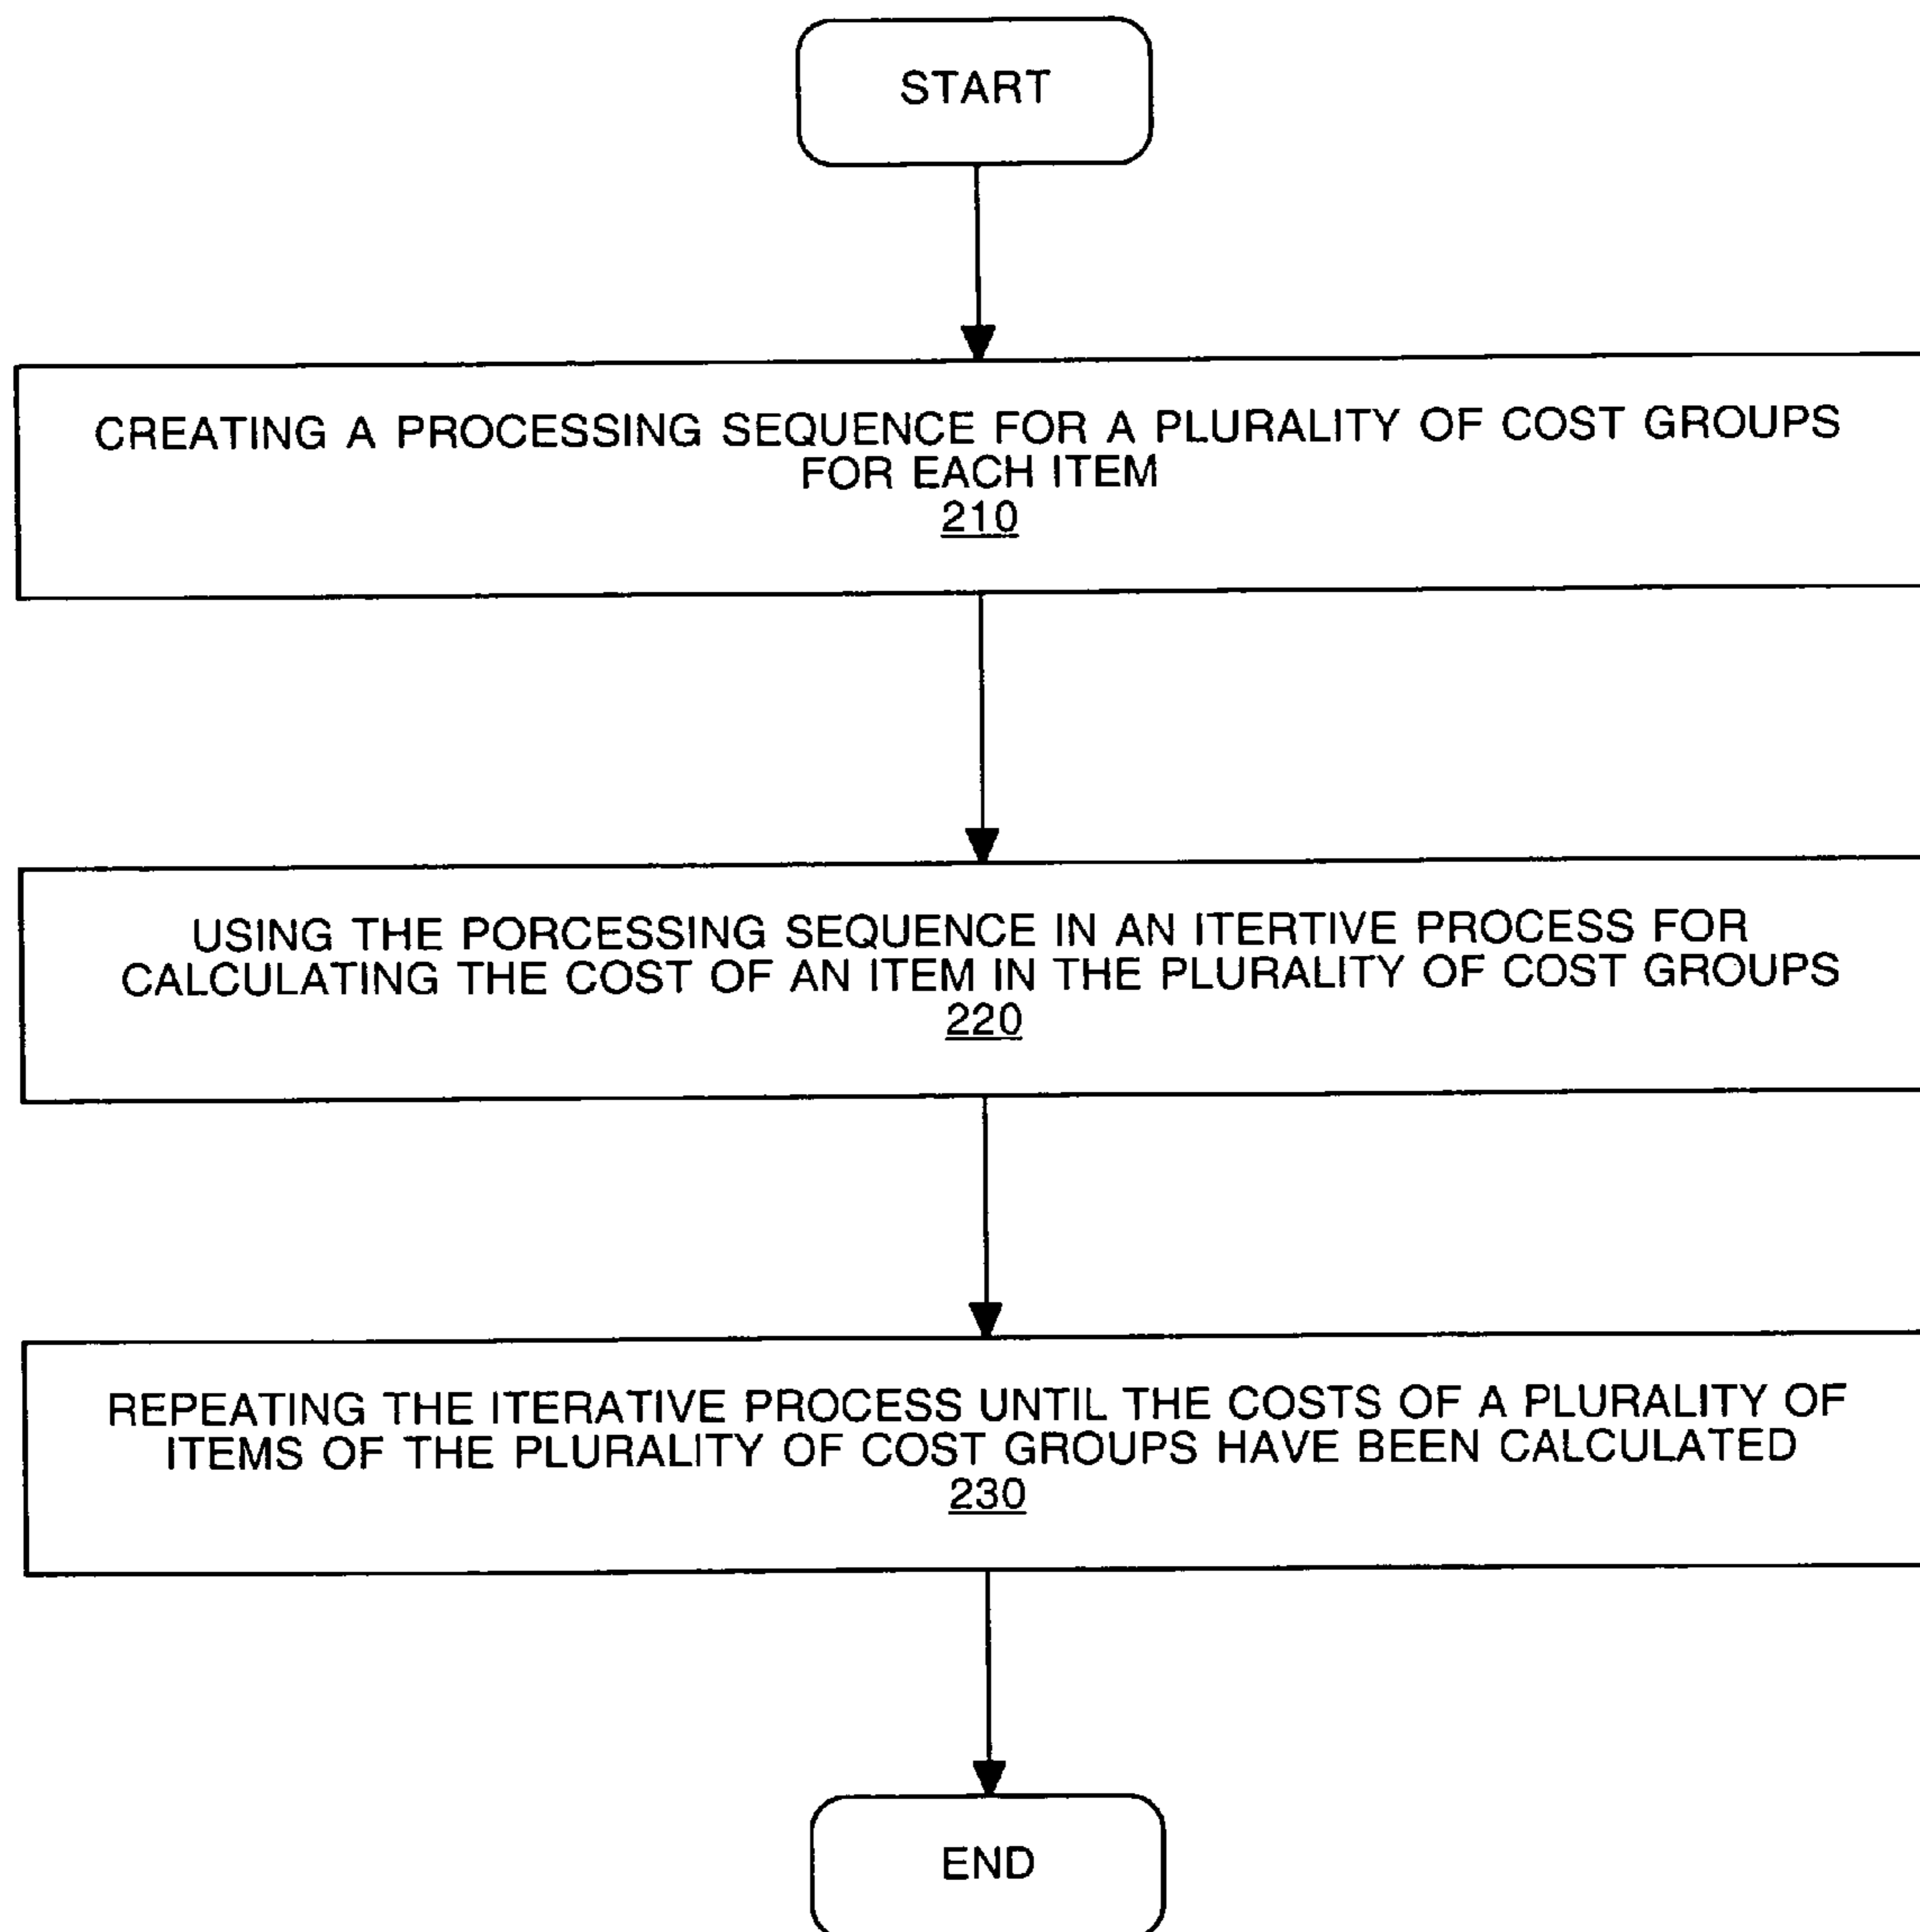 START
CREATING A PROCESSING SEQUENCE FOR A PLURALITY OF COST GROUPS
FOR EACH ITEM
210
USING THE PORCESSING SEQUENCE IN AN ITERTIVE PROCESS FOR
CALCULATING THE COST OF AN ITEM IN THE PLURALITY OF COST GROUPS
220
REPEATING THE ITERATIVE PROCESS UNTIL THE COSTS OF A PLURALITY OF
ITEMS OF THE PLURALITY OF COST GROUPS HAVE BEEN CALCULATED
230
END